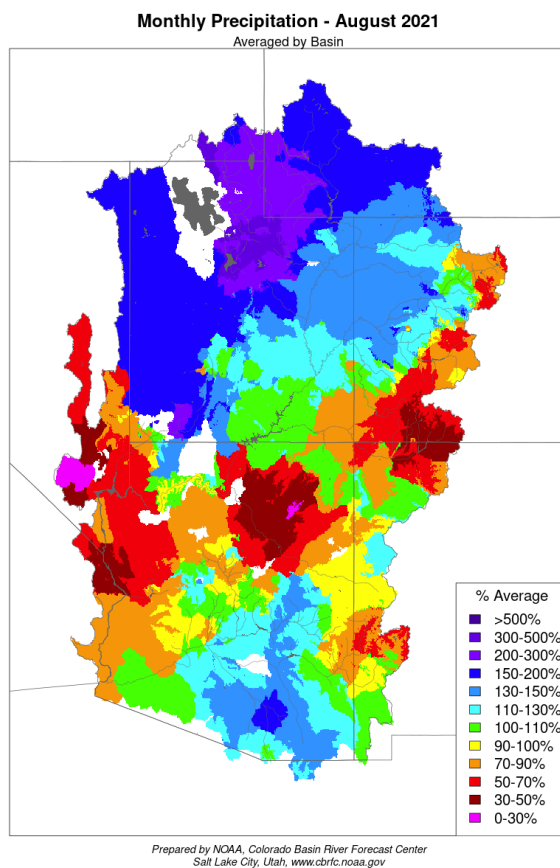 Monthly Precipitation - August 2021
Averaged by Basin
% Average
>500%
300-500%
200-300%
150-200%
130-150%
110-130%
100-110%
90-100%
70-90%
50-70%
30-50%
0-30%
Prepared by NOAA, Colorado Basin River Forecast Center
Salt Lake City, Utah, www.cbrfc.noaa.gov